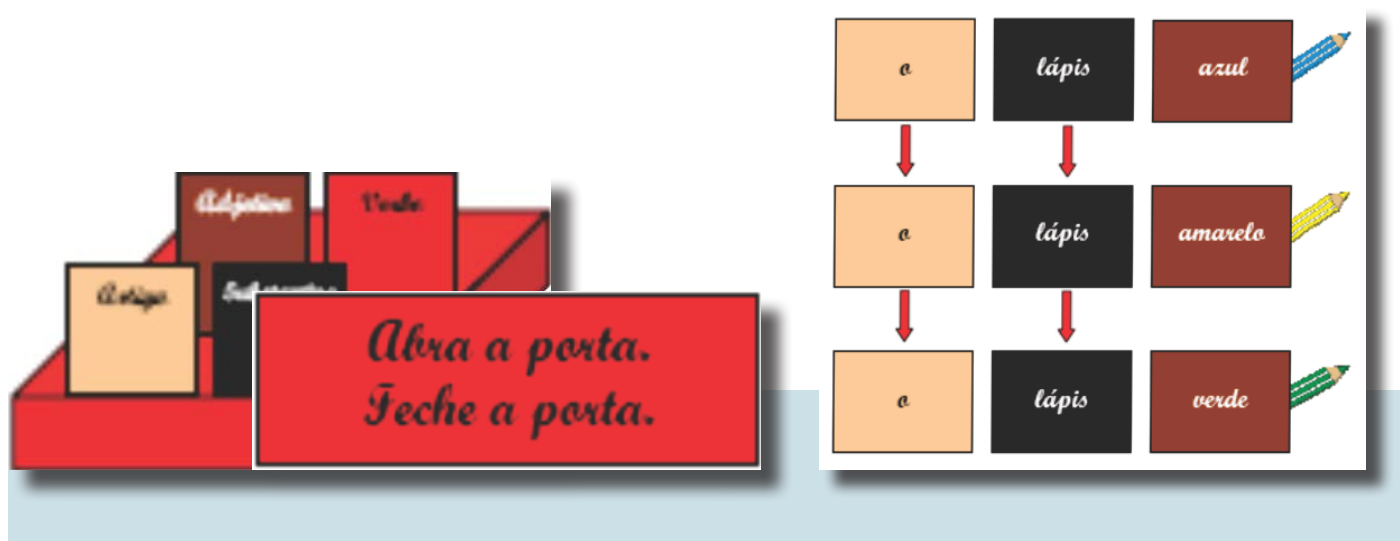 Adjetivo
Verbo
Artigo
Abra a porta.
Feche a porta.
o lápis azul
o lápis amarelo
o lápis verde